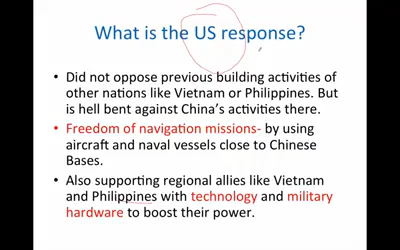 What is the US response?
• Did not oppose previous building activities of
other nations like Vietnam or Philippines. But
is hell bent against China's activities there.
• Freedom of navigation missions- by using
aircraft and naval vessels close to Chinese
Bases.
• Also supporting regional allies like Vietnam
and Philippines with technology and military
hardware to boost their power.